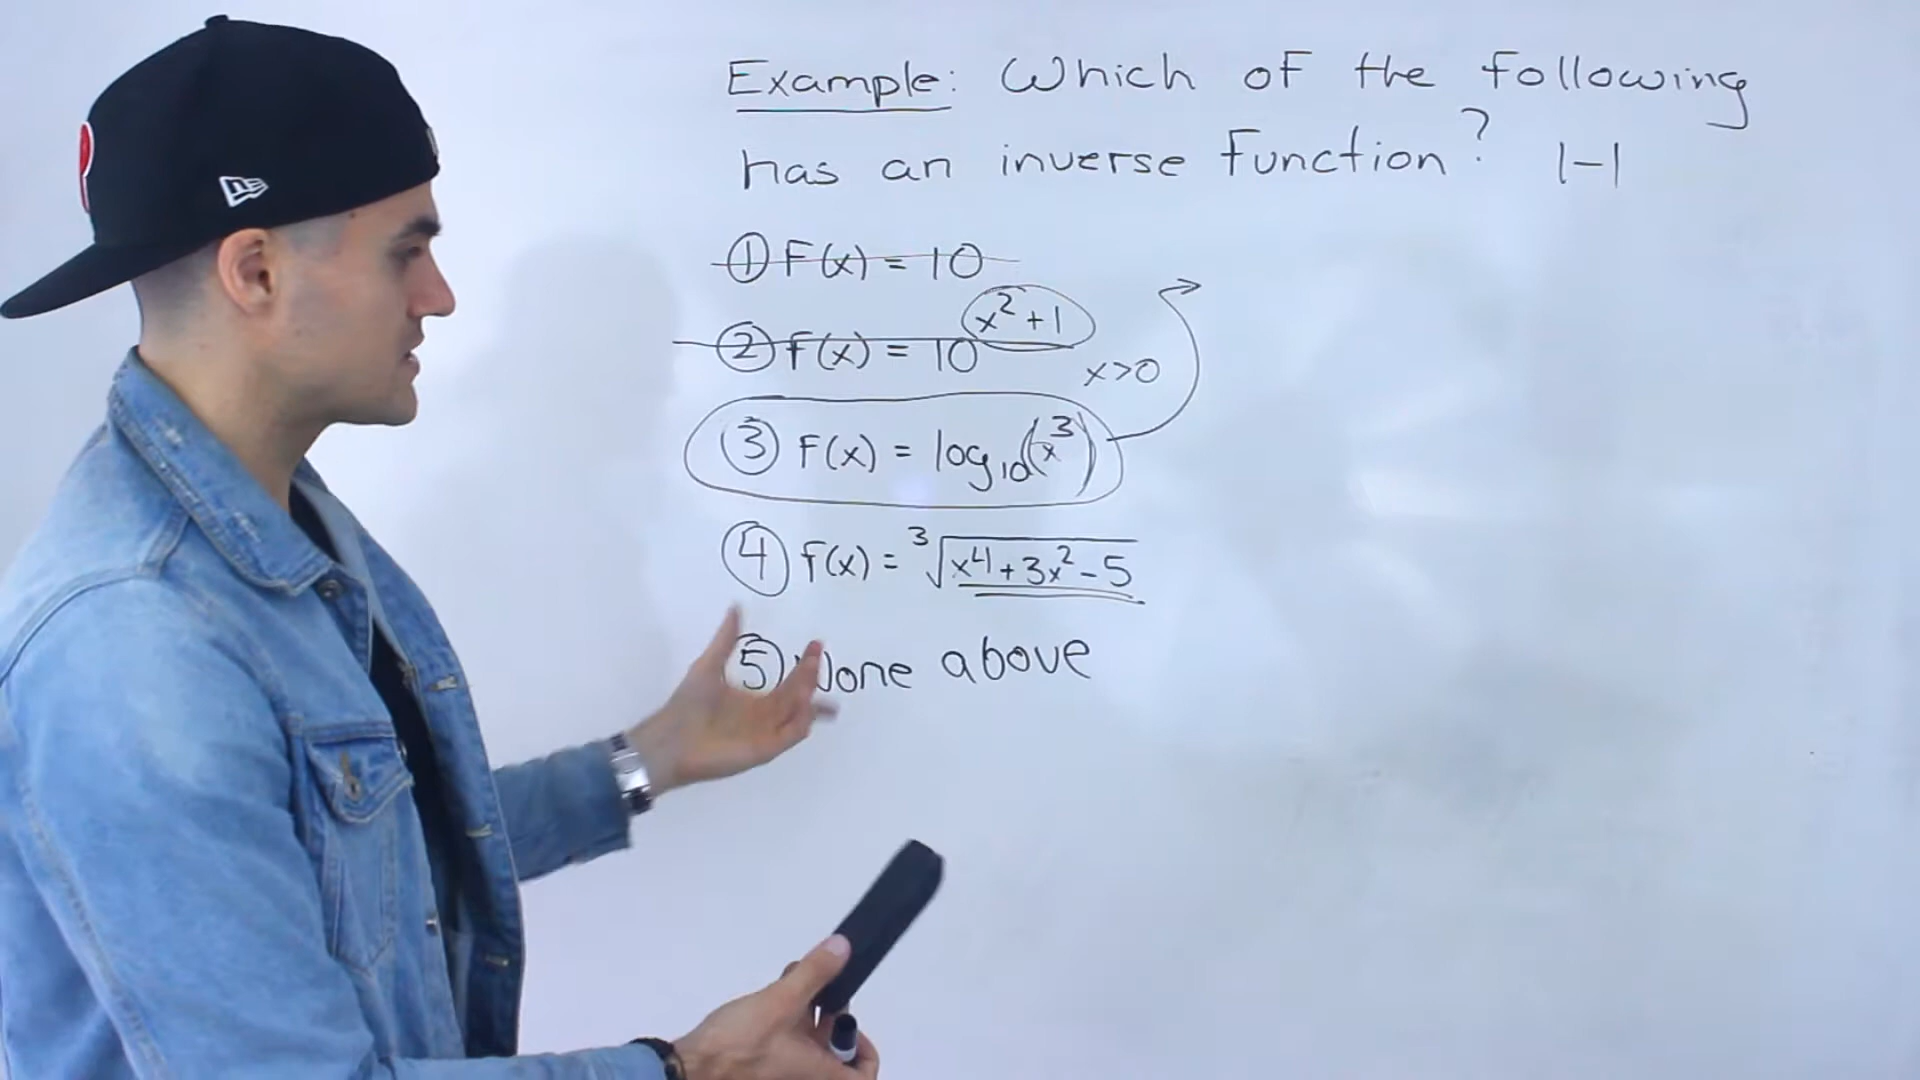 Example: Which of the following
has an inverse function? 1-1
① f(x) = 10
② f(x) = 10^(x²+1)
x>0
③ f(x) = log₁₀(x³)
④ f(x) = ³√(x⁴+3x²-5)
⑤ None above